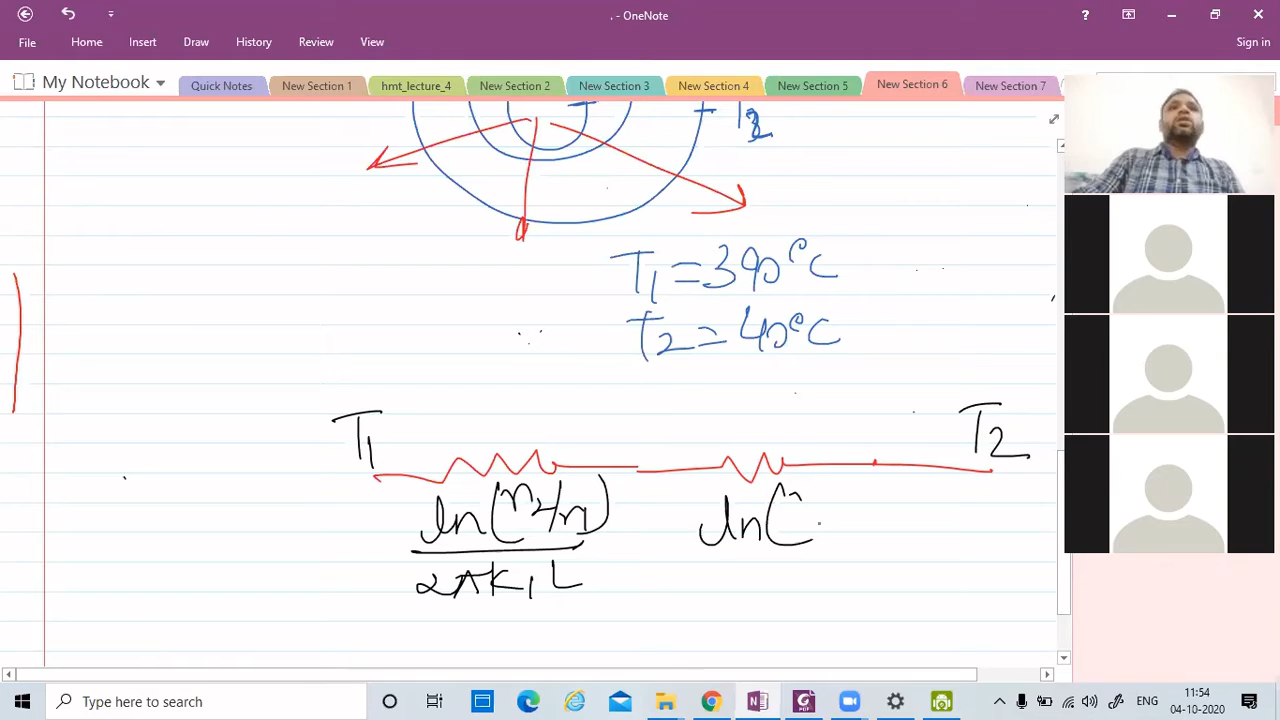 . - OneNote
File Home Insert Draw History Review View Sign in
My Notebook Quick Notes New Section 1 hmt_lecture_4 New Section 2 New Section 3 New Section 4 New Section 5 New Section 6 New Section 7
T₁ = 390°C
T₂ = 40°C
T₁ T₂
ln(r₂/r₁) ln(r
2πK₁L
Type here to search
ENG 11:54
04-10-2020